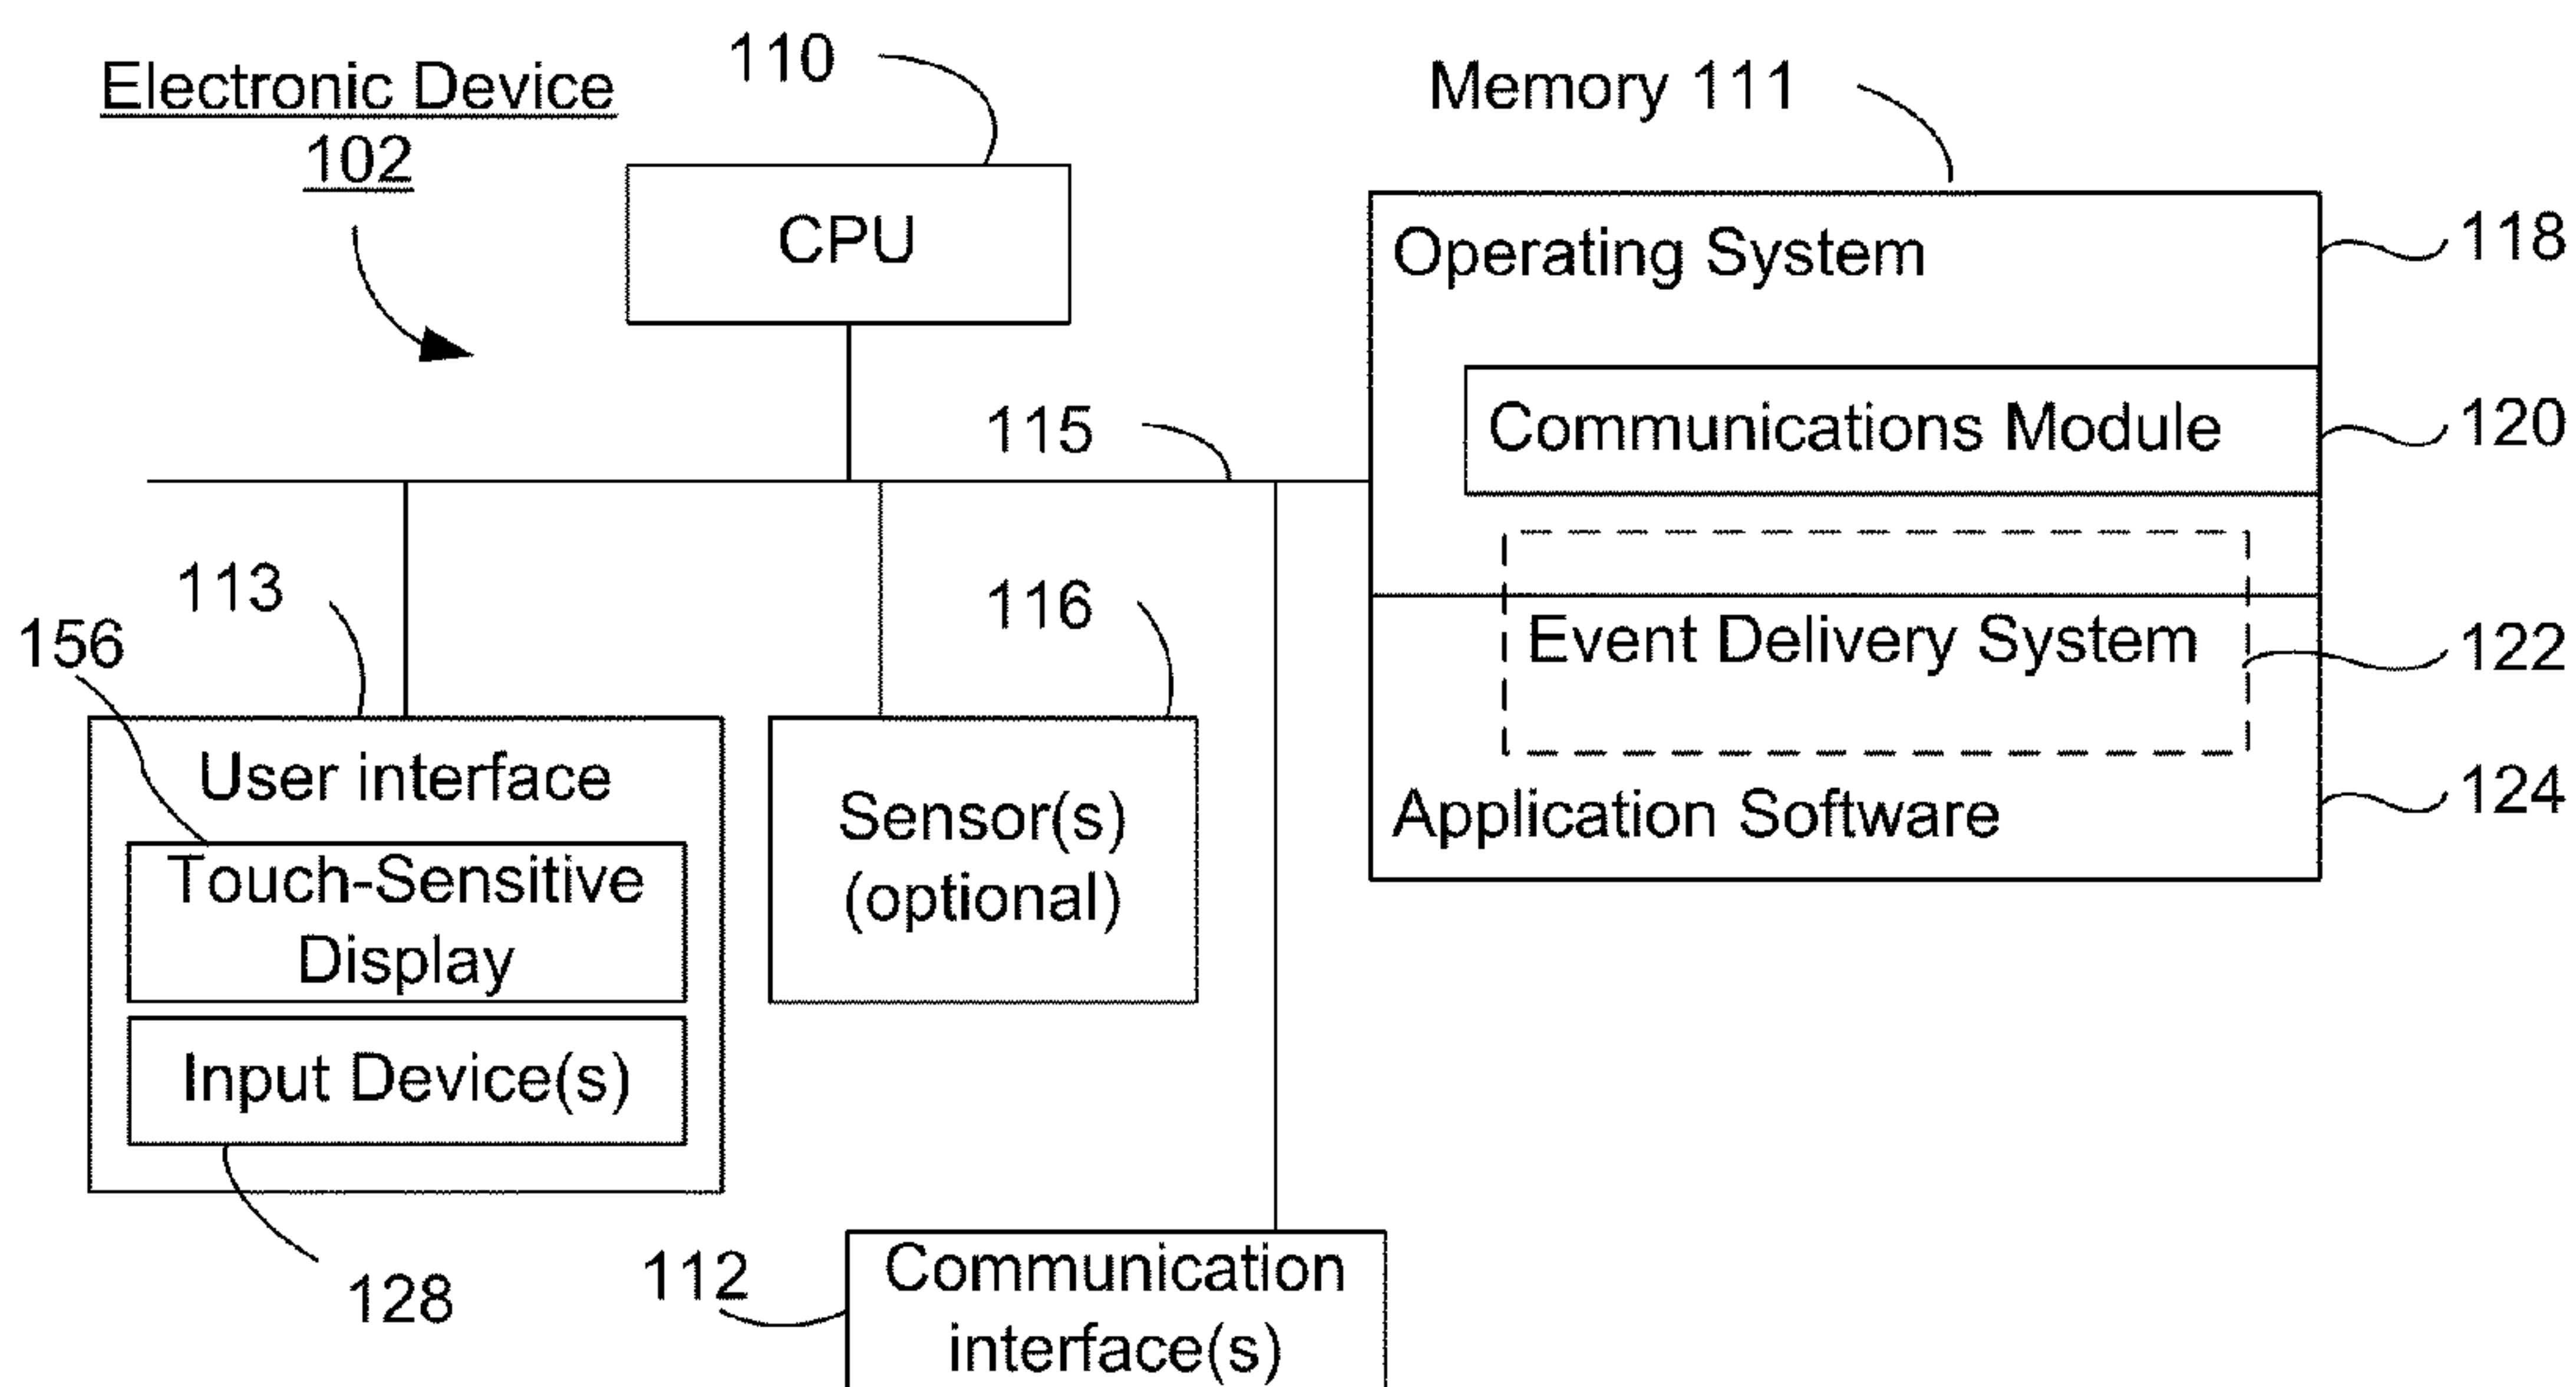 Electronic Device
102
110
CPU
Memory 111
Operating System
118
Communications Module
120
115
Event Delivery System
122
Application Software
124
113
156
User interface
Touch-Sensitive
Display
Input Device(s)
128
116
Sensor(s)
(optional)
112
Communication
interface(s)